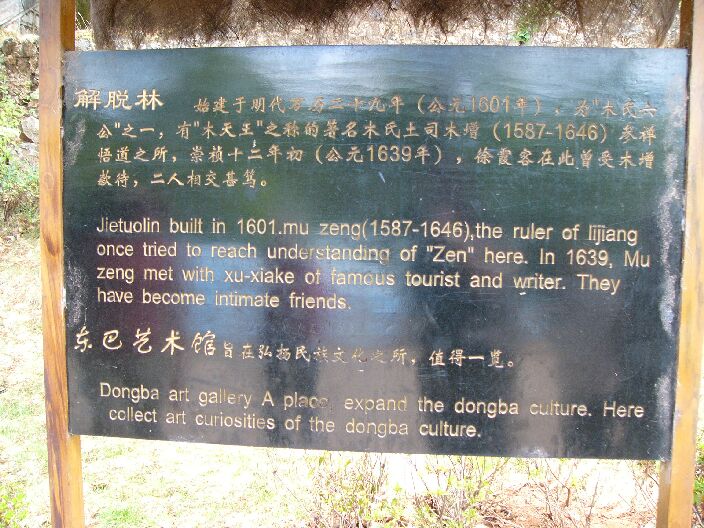 解脱林 始建于明代万历二十九年（公元1601年），为"木氏六
公"之一，有"木天王"之称的著名木氏土司木增（1587-1646）参禅
悟道之所，崇祯十二年初（公元1639年），徐霞客在此曾受木增
款待，二人相交甚笃。
Jietuolin built in 1601.mu zeng(1587-1646),the ruler of lijiang
once tried to reach understanding of "Zen" here. In 1639, Mu
zeng met with xu-xiake of famous tourist and writer. They
have become intimate friends.
东巴艺术馆旨在弘扬民族文化之所，值得一览。
Dongba art gallery A place, expand the dongba culture. Here
collect art curiosities of the dongba culture.